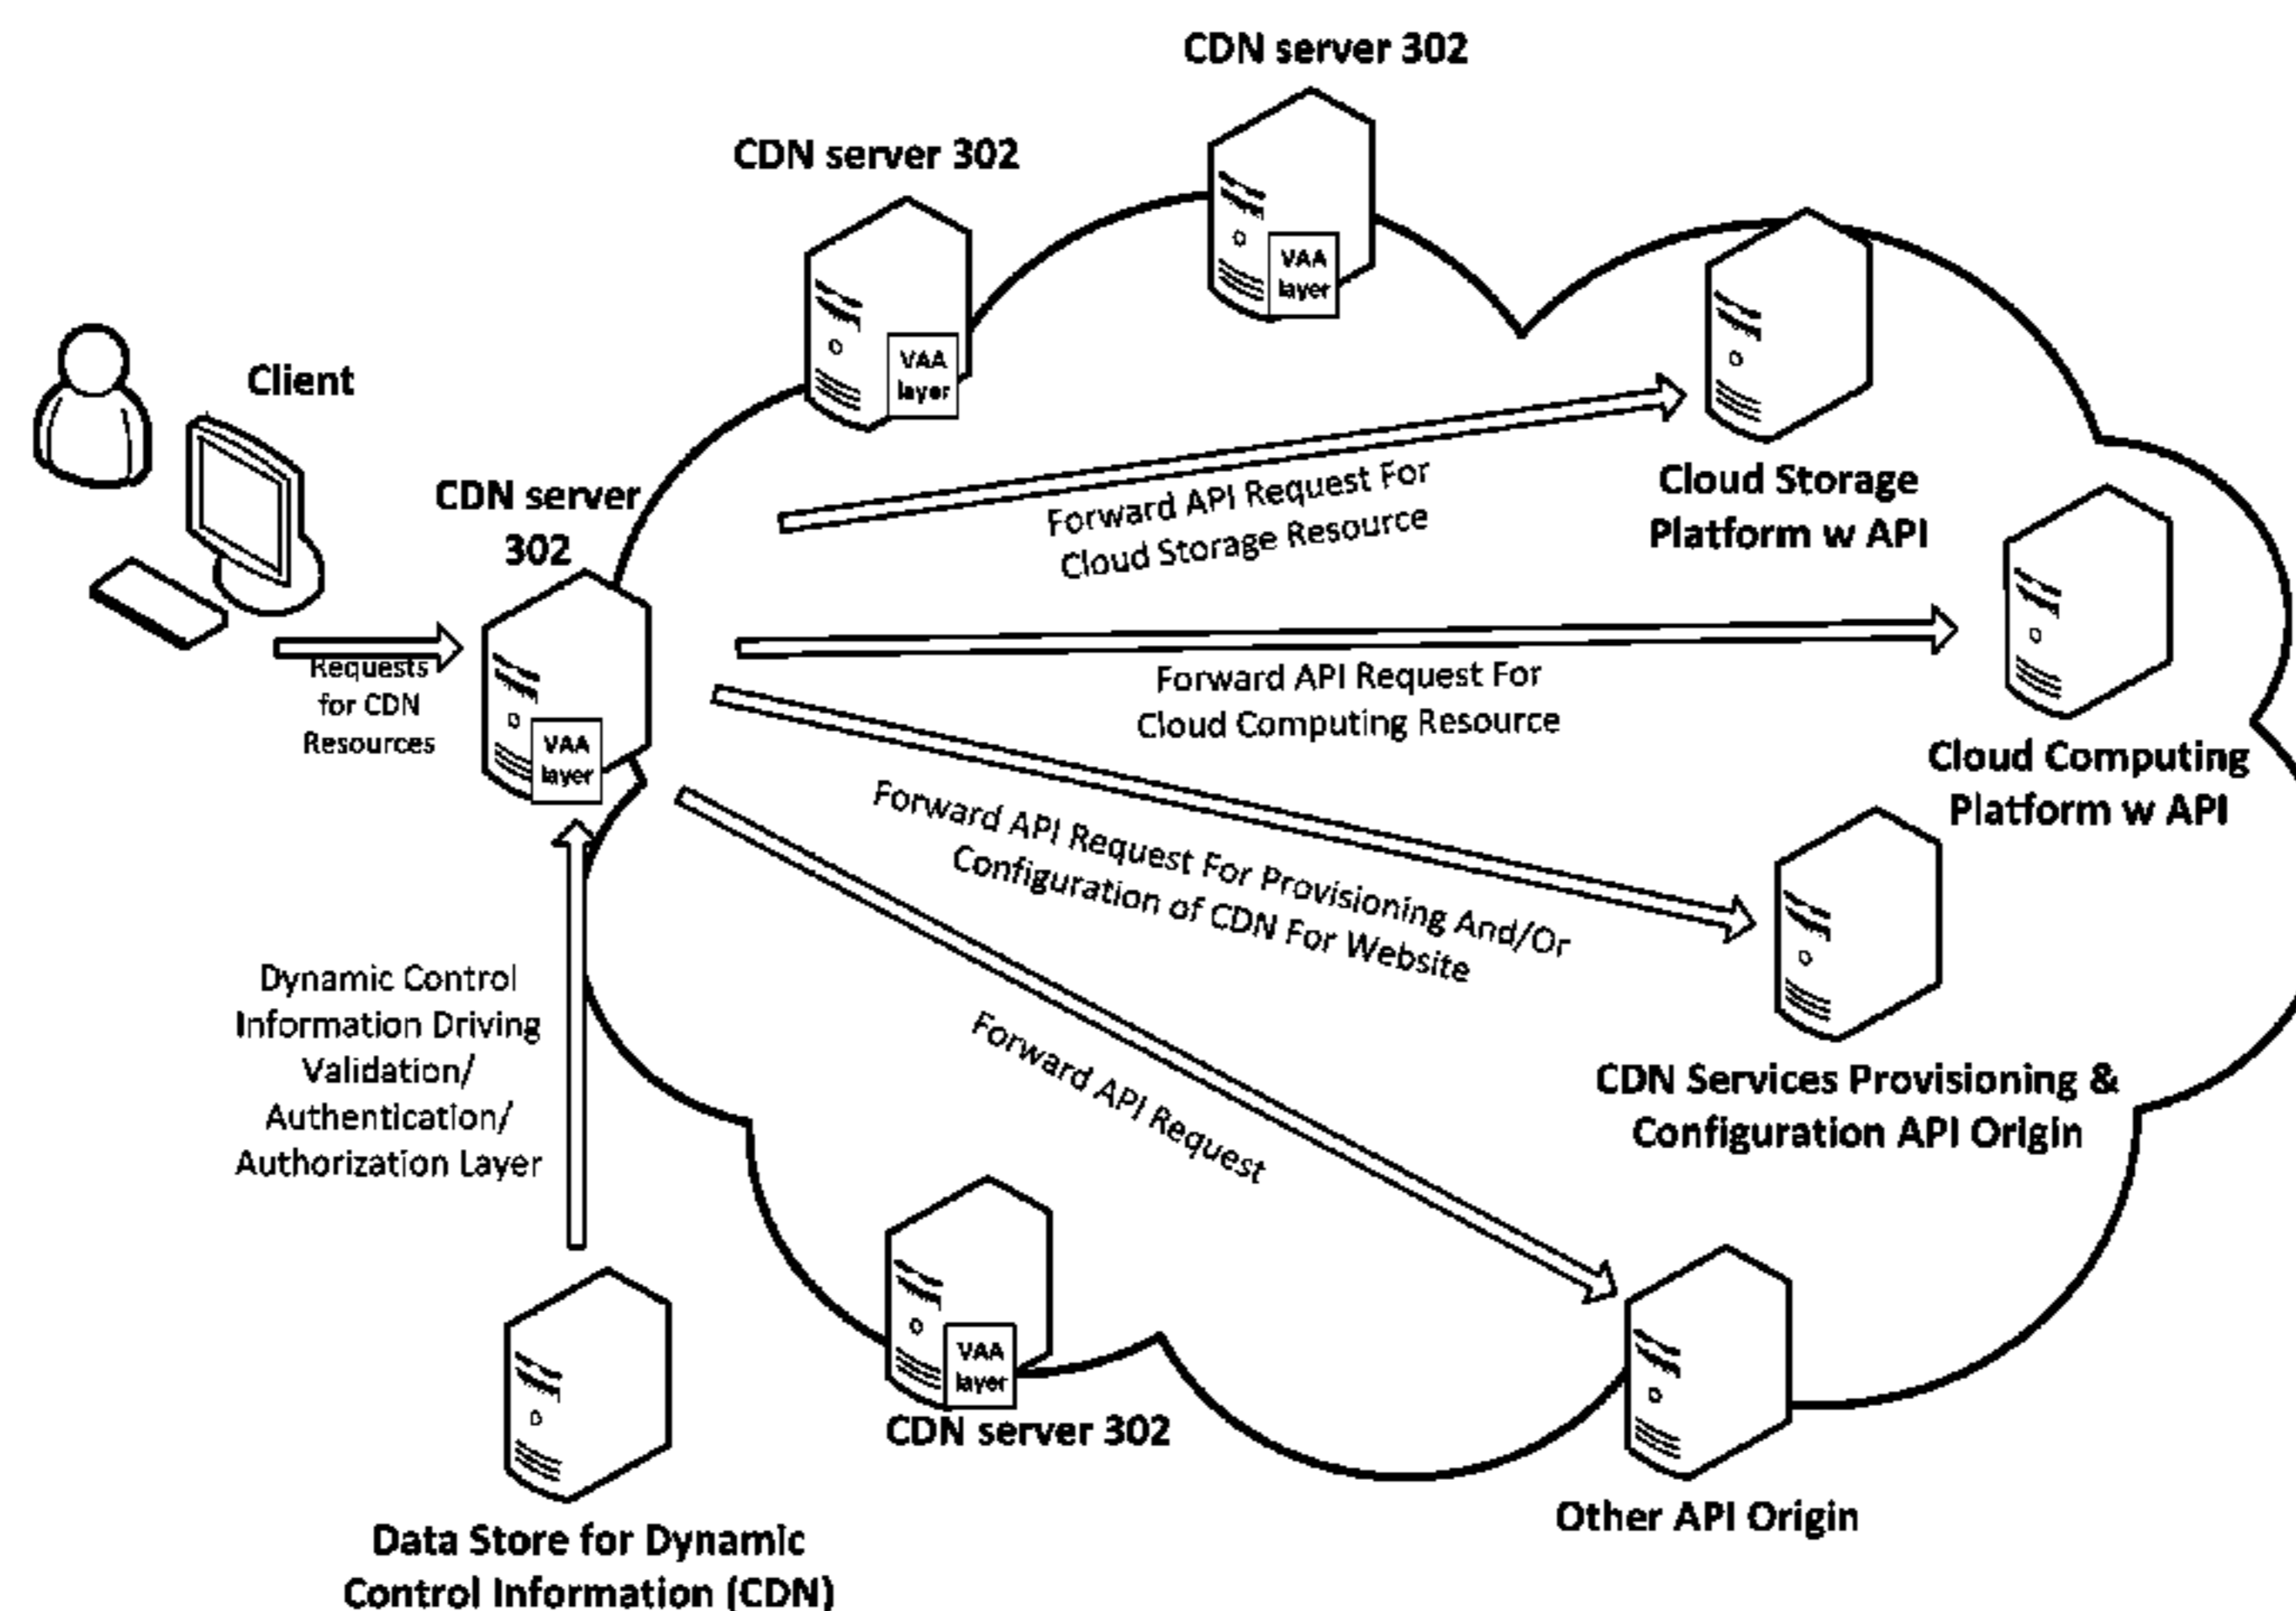 CDN server 302
CDN server 302
VAA
layer
VAA
layer
Client
CDN server
302
Forward API Request For
Cloud Storage Resource
Cloud Storage
Platform w API
Requests
for CDN
Resources
VAA
layer
Forward API Request For
Cloud Computing Resource
Cloud Computing
Platform w API
Forward API Request For Provisioning And/Or
Configuration of CDN For Website
Dynamic Control
Information Driving
Validation/
Authentication/
Authorization Layer
Forward API Request
CDN Services Provisioning &
Configuration API Origin
VAA
layer
CDN server 302
Other API Origin
Data Store for Dynamic
Control Information (CDN)